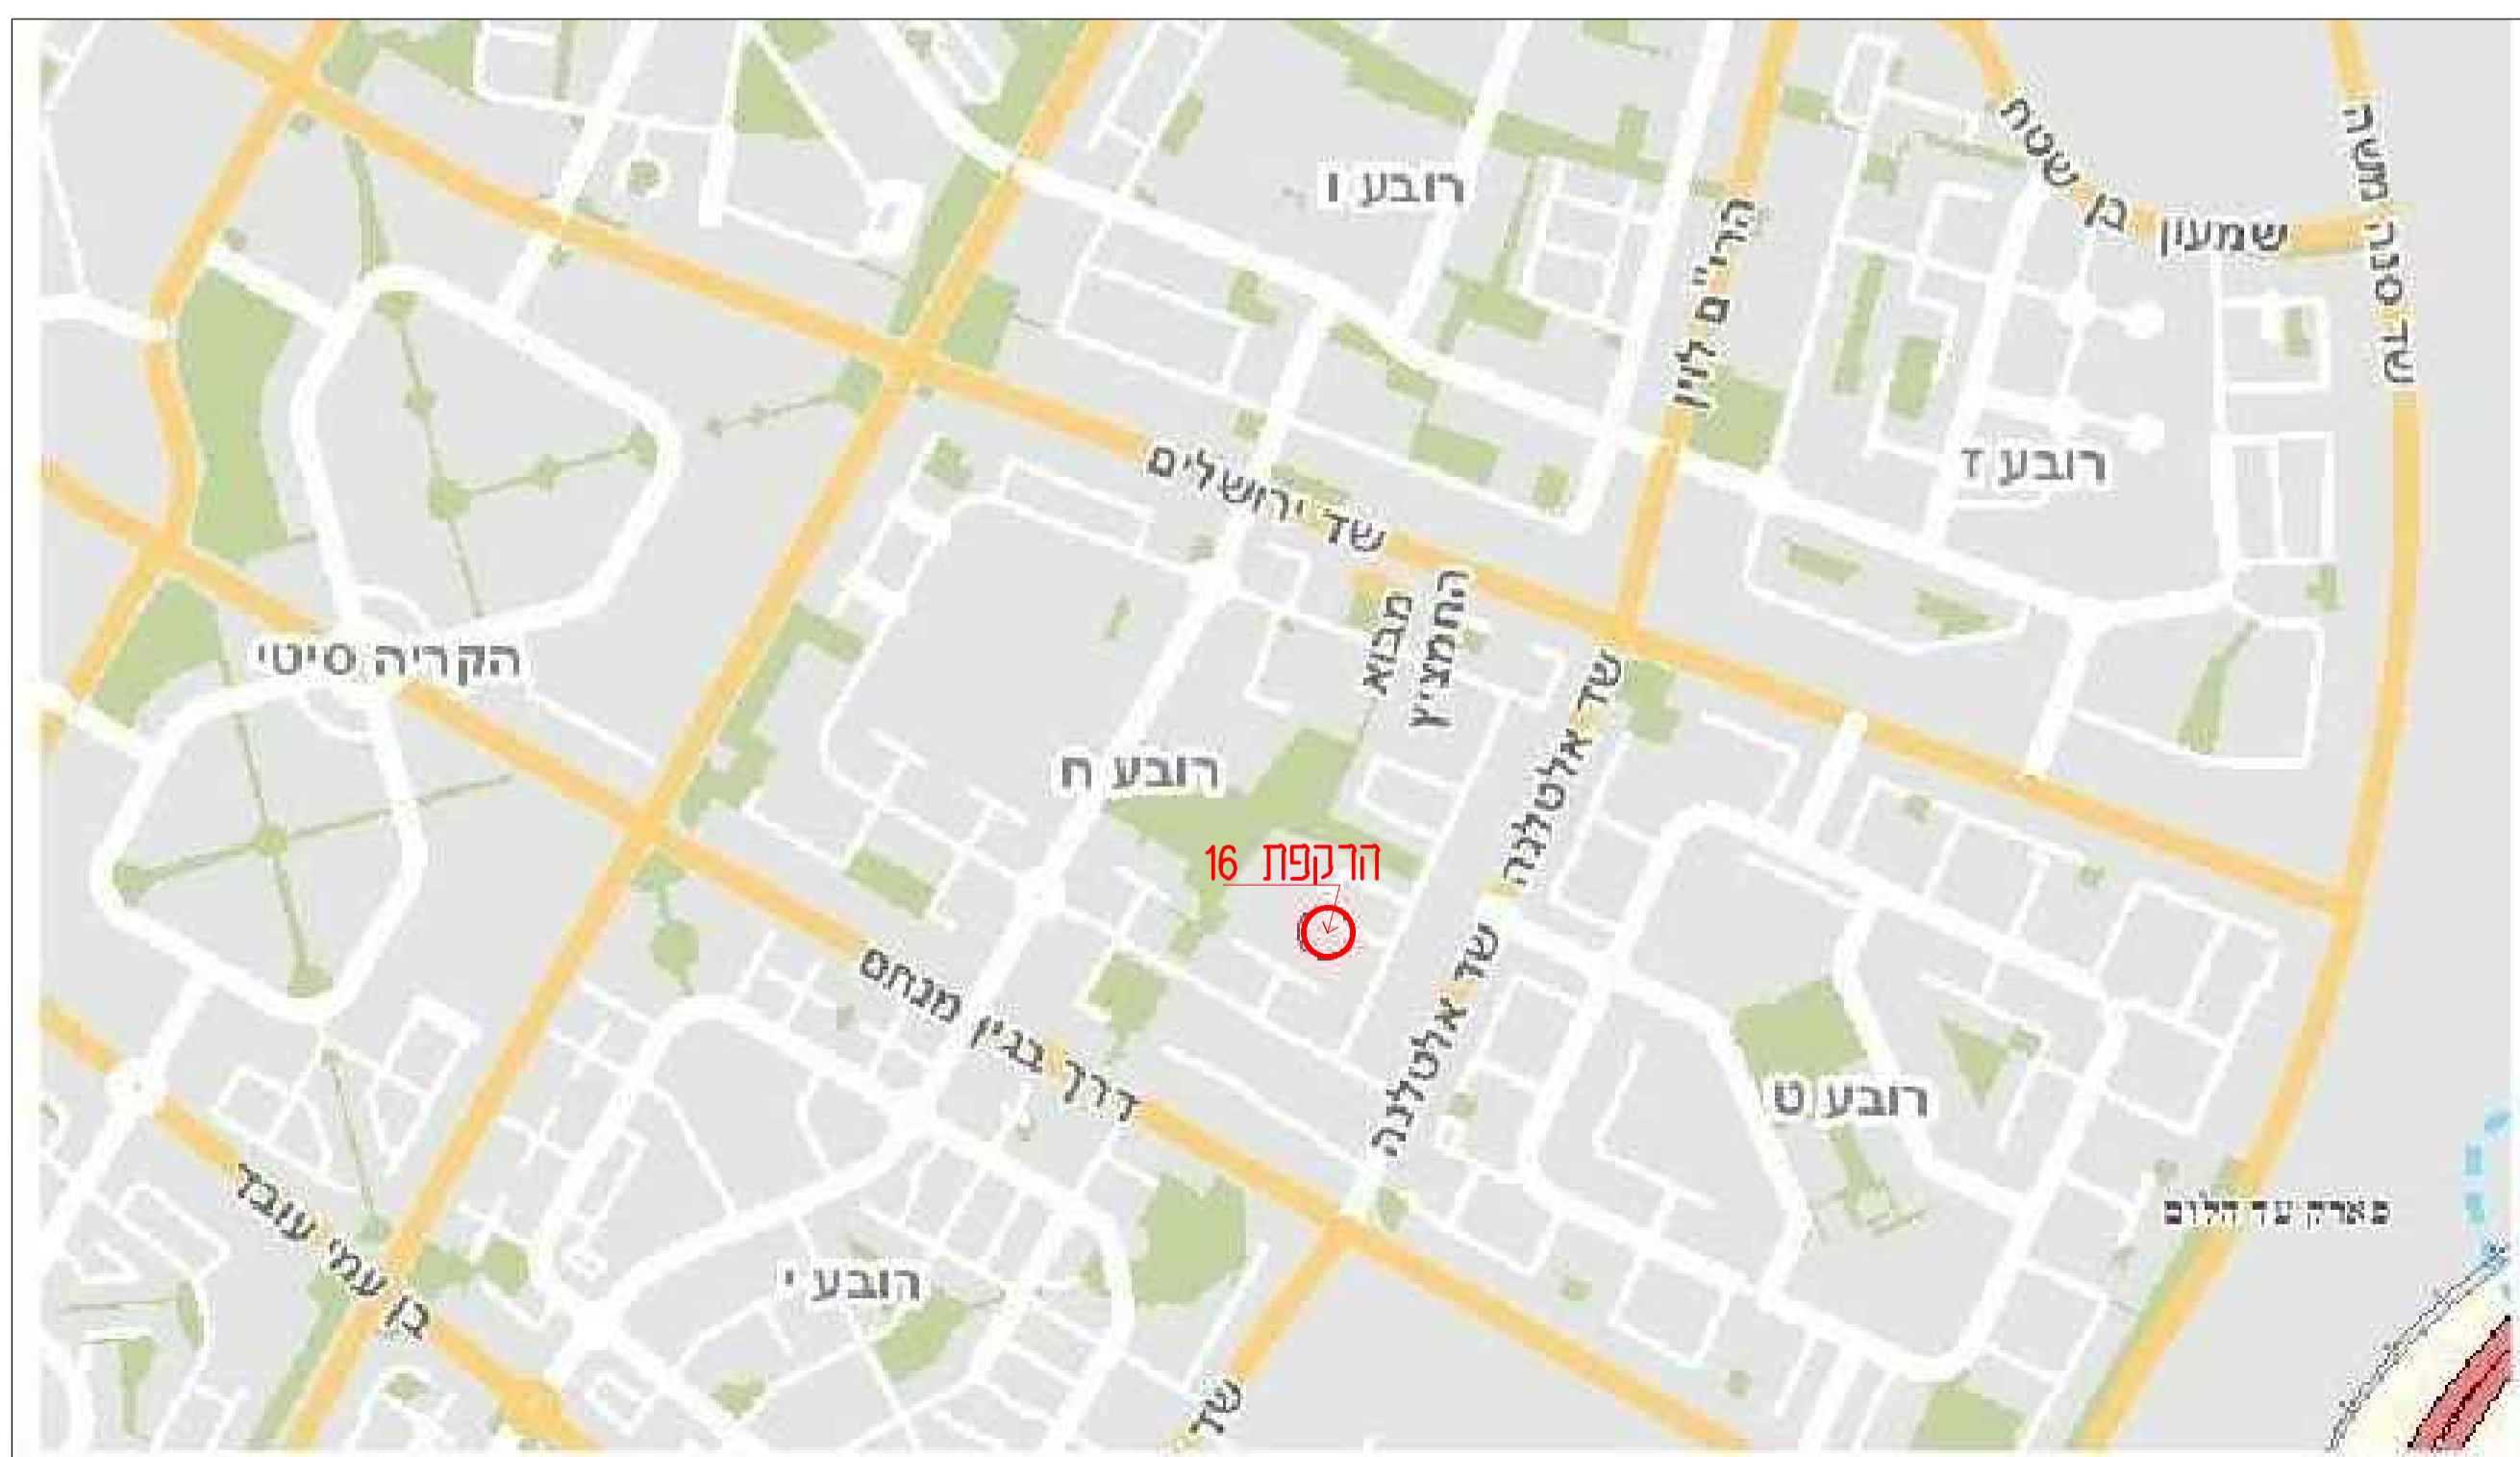 רובע ו
שמעון בן שטח
שד סנה משה
הרי"ם לוין
רובע ז
שד ירושלים
מבוא
החמציץ
הקריה סיטי
שד אלטלנה
רובע ח
הרקפת 16
שד אלטלנה
דרך בגין מנחם
רובע ט
בן עמי עובד
רובע י
פארק עד הלום
שד